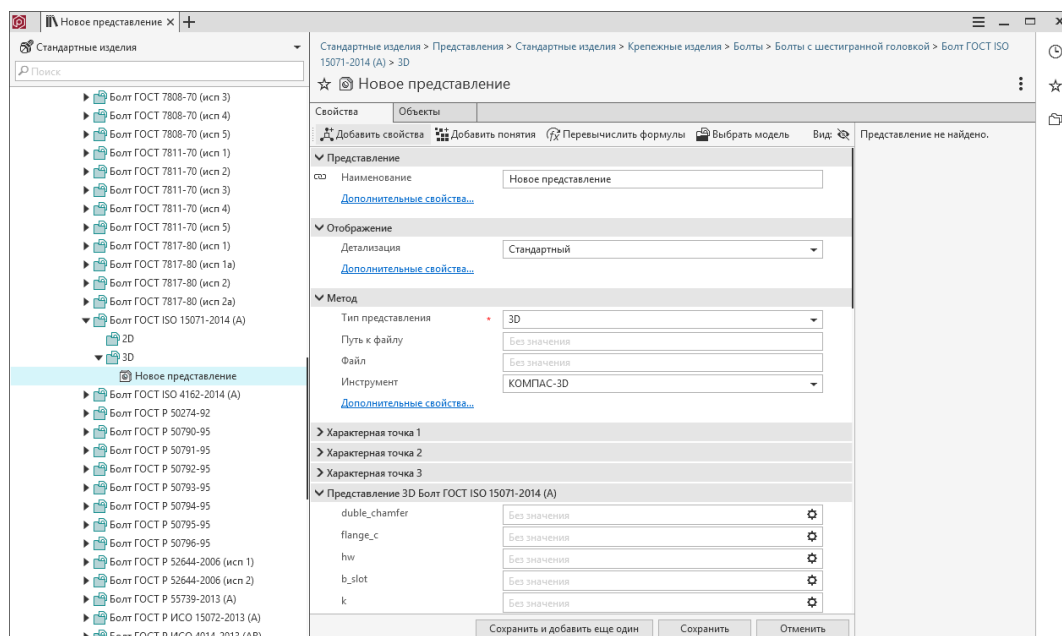 Новое представление
Стандартные изделия
Поиск
Болт ГОСТ 7808-70 (исп 3)
Болт ГОСТ 7808-70 (исп 4)
Болт ГОСТ 7808-70 (исп 5)
Болт ГОСТ 7811-70 (исп 1)
Болт ГОСТ 7811-70 (исп 2)
Болт ГОСТ 7811-70 (исп 3)
Болт ГОСТ 7811-70 (исп 4)
Болт ГОСТ 7811-70 (исп 5)
Болт ГОСТ 7817-80 (исп 1)
Болт ГОСТ 7817-80 (исп 1а)
Болт ГОСТ 7817-80 (исп 2)
Болт ГОСТ 7817-80 (исп 2а)
Болт ГОСТ ISO 15071-2014 (A)
2D
3D
Новое представление
Болт ГОСТ ISO 4162-2014 (A)
Болт ГОСТ Р 50274-92
Болт ГОСТ Р 50790-95
Болт ГОСТ Р 50791-95
Болт ГОСТ Р 50792-95
Болт ГОСТ Р 50793-95
Болт ГОСТ Р 50794-95
Болт ГОСТ Р 50795-95
Болт ГОСТ Р 50796-95
Болт ГОСТ Р 52644-2006 (исп 1)
Болт ГОСТ Р 52644-2006 (исп 2)
Болт ГОСТ Р 55739-2013 (A)
Болт ГОСТ Р ИСО 15072-2013 (A)
Болт ГОСТ Р ИСО 4014-2013 (AB)
Стандартные изделия > Представления > Стандартные изделия > Крепежные изделия > Болты > Болты с шестигранной головкой > Болт ГОСТ ISO
15071-2014 (A) > 3D
Новое представление
Свойства Объекты
Добавить свойства Добавить понятия Перевычислить формулы Выбрать модель Вид:
Представление
Наименование Новое представление
Дополнительные свойства...
Отображение
Детализация Стандартный
Дополнительные свойства...
Метод
Тип представления * 3D
Путь к файлу Без значения
Файл Без значения
Инструмент КОМПАС-3D
Дополнительные свойства...
Характерная точка 1
Характерная точка 2
Характерная точка 3
Представление 3D Болт ГОСТ ISO 15071-2014 (A)
duble_chamfer Без значения
flange_c Без значения
hw Без значения
b_slot Без значения
k Без значения
Сохранить и добавить еще один Сохранить Отменить
Представление не найдено.